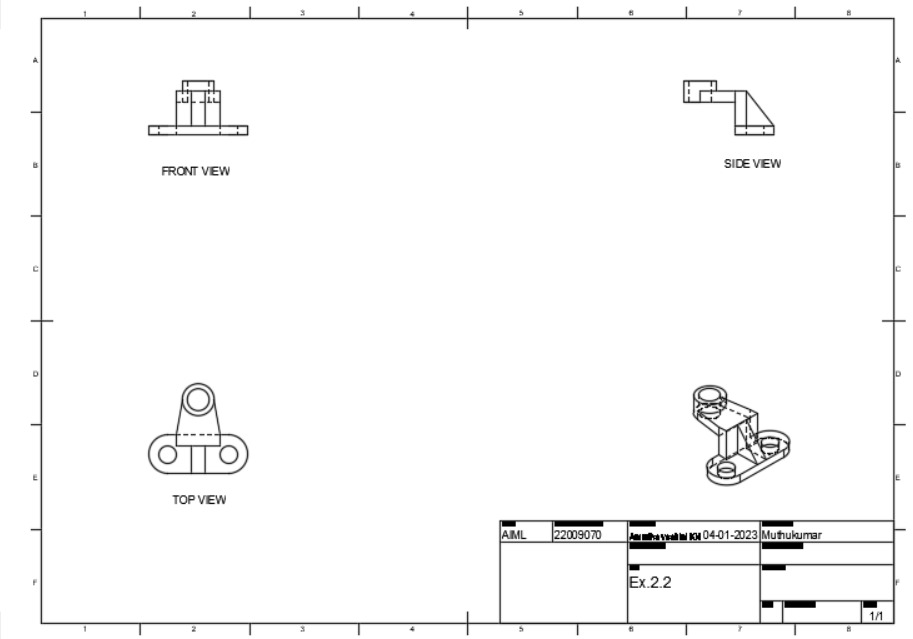 1 2 3 4 5 6 7 8
A A
FRONT VIEW
SIDE VIEW
B B
C C
D D
E E
TOP VIEW
AIML 22009070 04-01-2023 Muthukumar
Ex.2.2
F F
1/1
1 2 3 4 5 6 7 8